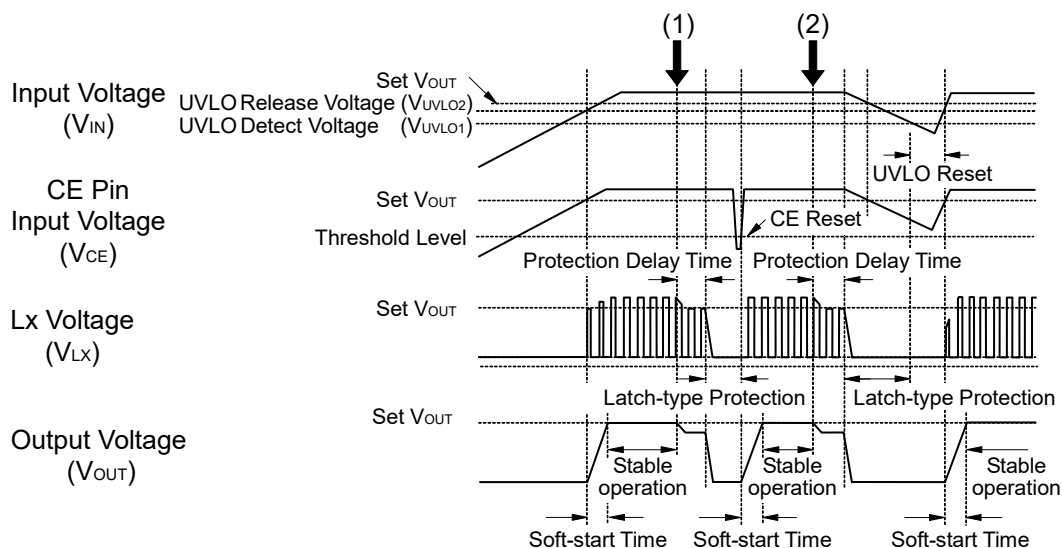 (1)
(2)
Set VOUT
Input Voltage
(VIN)
UVLO Release Voltage (VUVLO2)
UVLO Detect Voltage (VUVLO1)
UVLO Reset
CE Pin
Input Voltage
(VCE)
Set VOUT
CE Reset
Threshold Level
Protection Delay Time
Protection Delay Time
Lx Voltage
(VLX)
Set VOUT
Latch-type Protection
Latch-type Protection
Output Voltage
(VOUT)
Set VOUT
Stable
operation
Stable
operation
Stable
operation
Soft-start Time
Soft-start Time
Soft-start Time